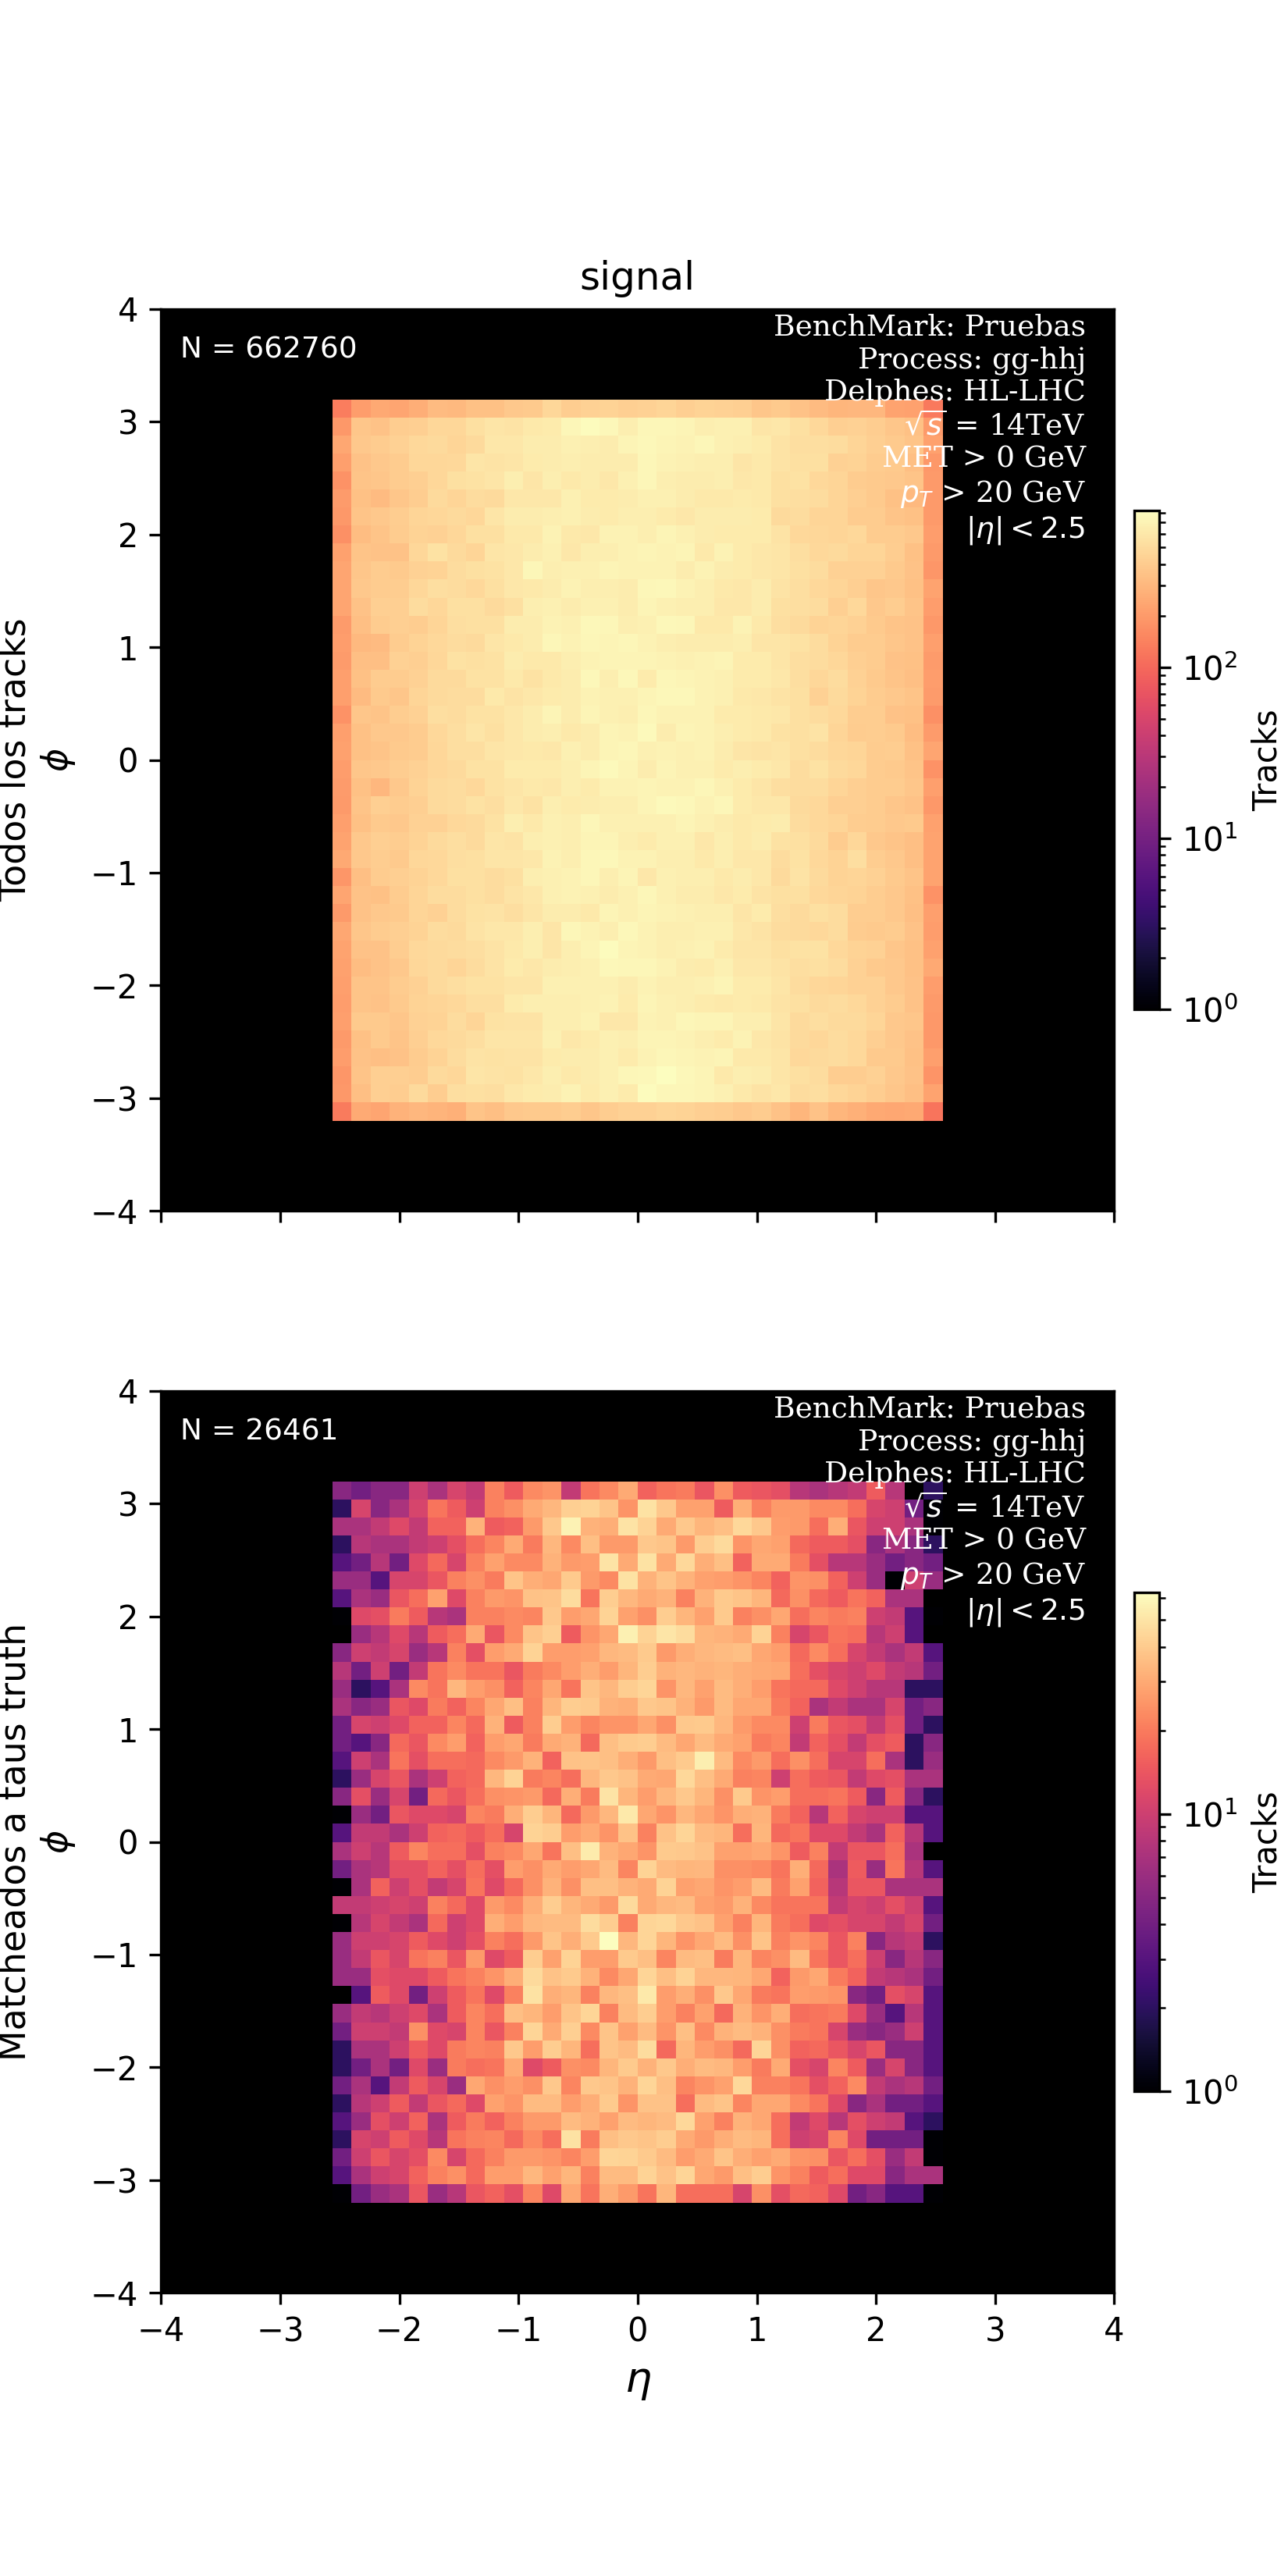 signal
N = 662760
BenchMark: Pruebas
Process: gg-hhj
Delphes: HL-LHC
√s = 14TeV
MET > 0 GeV
p_T > 20 GeV
|η| < 2.5
Todos los tracks
ϕ
4
3
2
1
0
−1
−2
−3
−4
10²
10¹
10⁰
Tracks
N = 26461
BenchMark: Pruebas
Process: gg-hhj
Delphes: HL-LHC
√s = 14TeV
MET > 0 GeV
p_T > 20 GeV
|η| < 2.5
Matcheados a taus truth
ϕ
4
3
2
1
0
−1
−2
−3
−4
−4 −3 −2 −1 0 1 2 3 4
η
10¹
10⁰
Tracks